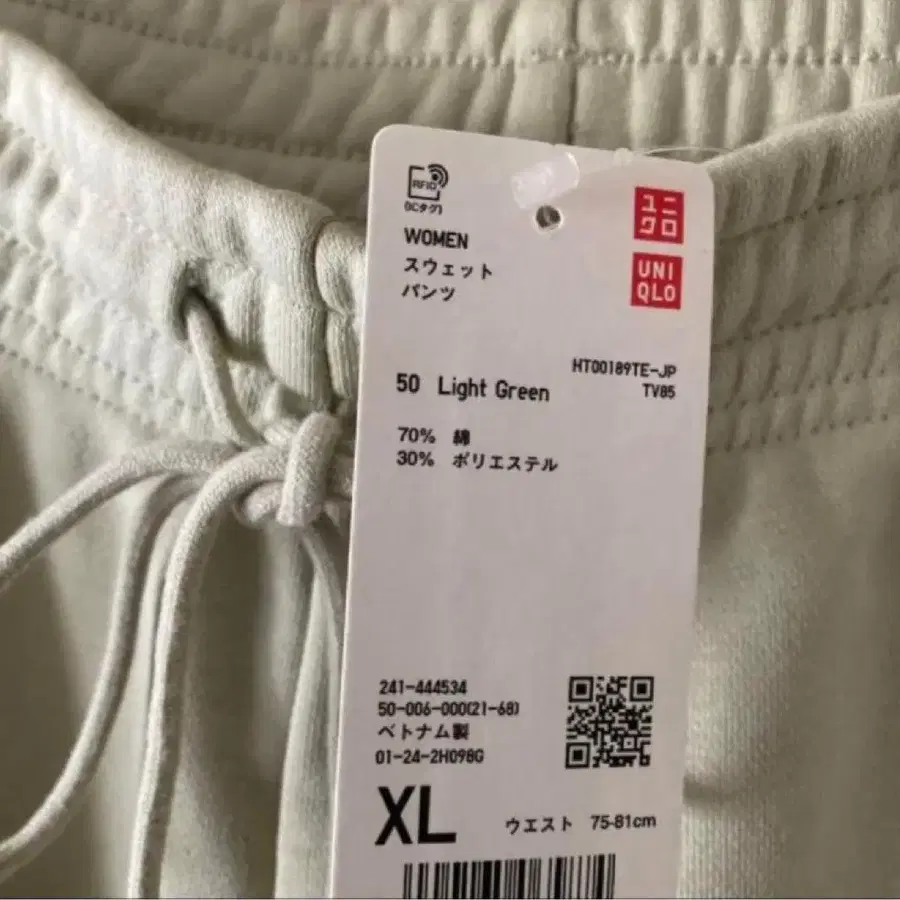 RFID
(ICタグ)
ユニ
クロ
UNI
QLO
WOMEN
スウェット
パンツ
HT00189TE-JP
TV85
50 Light Green
70% 綿
30% ポリエステル
241-444534
50-006-000(21-68)
ベトナム製
01-24-2H098G
XL ウエスト 75-81cm